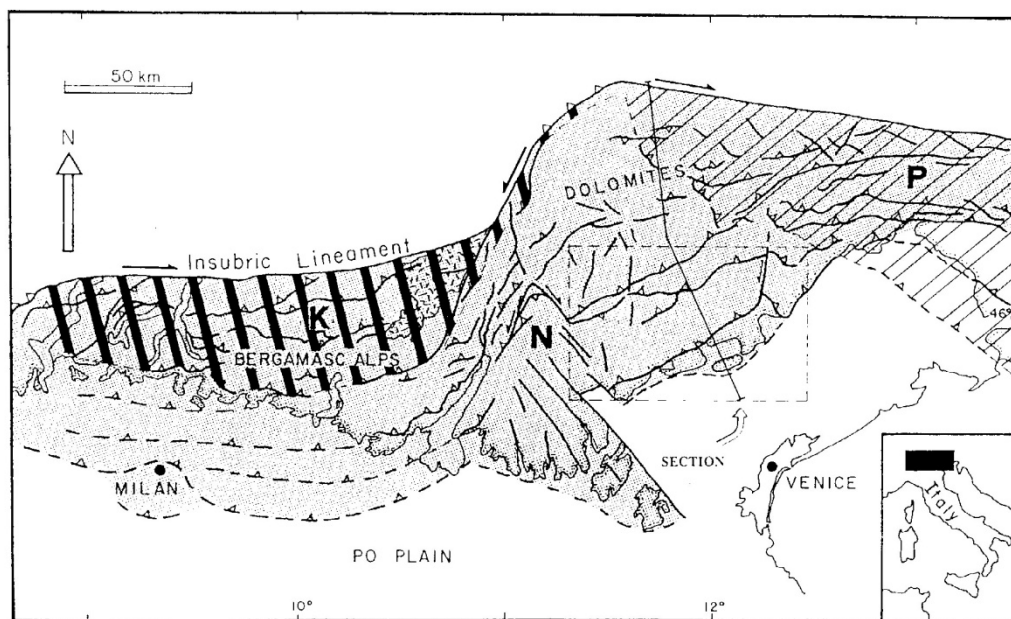 50 km
N
DOLOMITES
P
Insubric Lineament
K
BERGAMASC ALPS
N
46°
SECTION
MILAN
VENICE
Italy
PO PLAIN
10°
12°